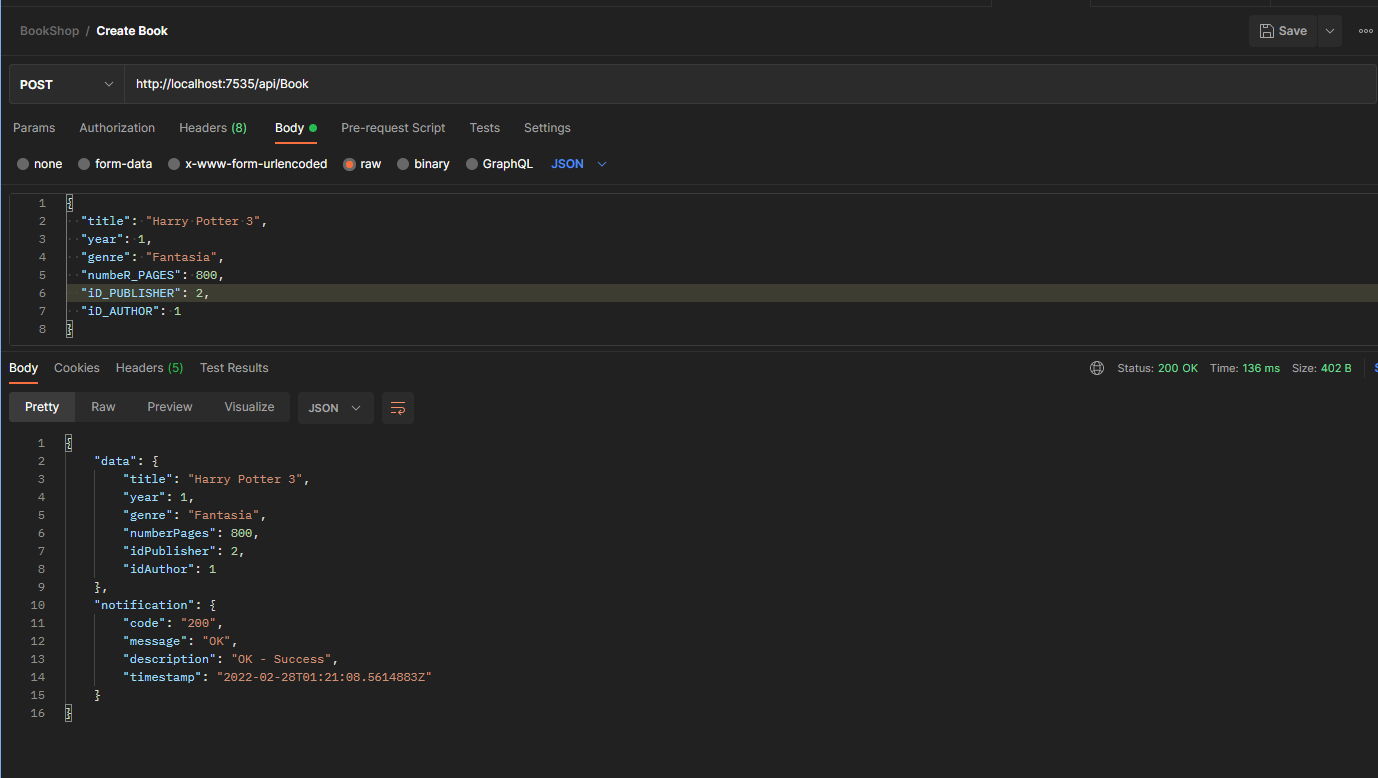 BookShop / Create Book
Save
POST
http://localhost:7535/api/Book
Params Authorization Headers (8) Body Pre-request Script Tests Settings
none form-data x-www-form-urlencoded raw binary GraphQL JSON
1 {
2 "title": "Harry Potter 3",
3 "year": 1,
4 "genre": "Fantasia",
5 "numbeR_PAGES": 800,
6 "iD_PUBLISHER": 2,
7 "iD_AUTHOR": 1
8 }
Body Cookies Headers (5) Test Results Status: 200 OK Time: 136 ms Size: 402 B
Pretty Raw Preview Visualize JSON
1 {
2 "data": {
3 "title": "Harry Potter 3",
4 "year": 1,
5 "genre": "Fantasia",
6 "numberPages": 800,
7 "idPublisher": 2,
8 "idAuthor": 1
9 },
10 "notification": {
11 "code": "200",
12 "message": "OK",
13 "description": "OK - Success",
14 "timestamp": "2022-02-28T01:21:08.5614883Z"
15 }
16 }